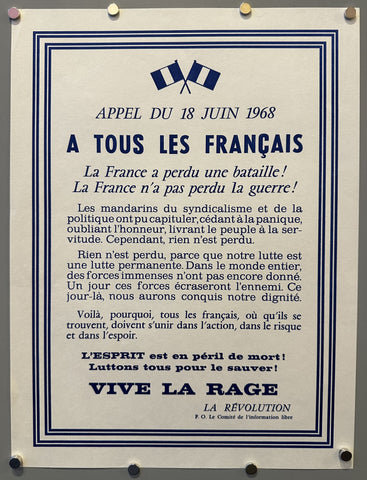 APPEL DU 18 JUIN 1968
A TOUS LES FRANÇAIS
La France a perdu une bataille!
La France n'a pas perdu la guerre!
Les mandarins du syndicalisme et de la
politique ont pu capituler, cédant à la panique,
oubliant l'honneur, livrant le peuple à la ser-
vitude. Cependant, rien n'est perdu.
Rien n'est perdu, parce que notre lutte est
une lutte permanente. Dans le monde entier,
des forces immenses n'ont pas encore donné.
Un jour ces forces écraseront l'ennemi. Ce
jour-là, nous aurons conquis notre dignité.
Voilà, pourquoi, tous les français, où qu'ils se
trouvent, doivent s'unir dans l'action, dans le risque
et dans l'espoir.
L'ESPRIT est en péril de mort!
Luttons tous pour le sauver!
VIVE LA RAGE
LA RÉVOLUTION
P. O. Le Comité de l'information libre